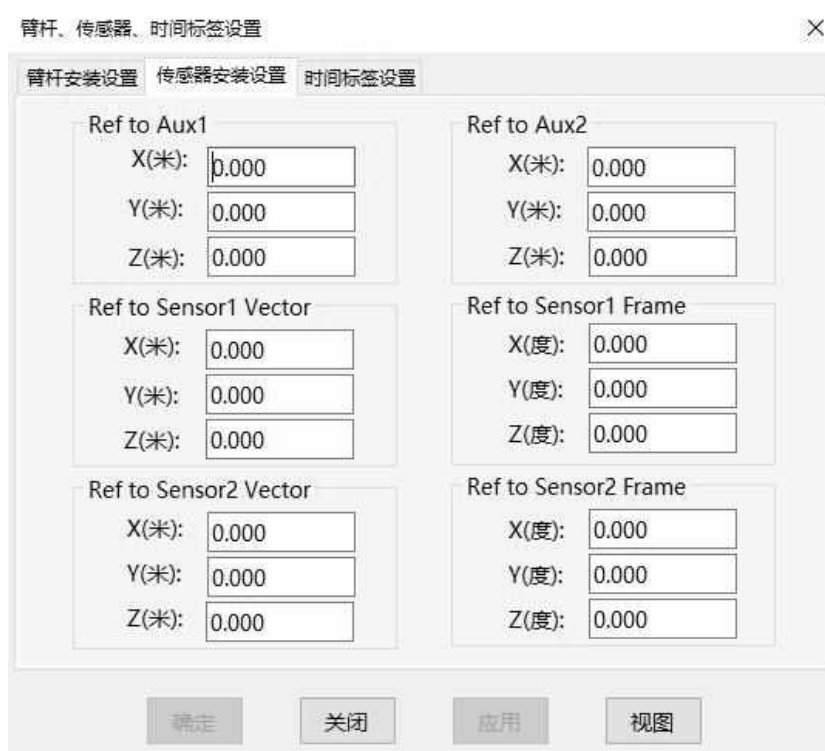 臂杆、传感器、时间标签设置
臂杆安装设置 传感器安装设置 时间标签设置
Ref to Aux1
X(米): 0.000
Y(米): 0.000
Z(米): 0.000
Ref to Aux2
X(米): 0.000
Y(米): 0.000
Z(米): 0.000
Ref to Sensor1 Vector
X(米): 0.000
Y(米): 0.000
Z(米): 0.000
Ref to Sensor1 Frame
X(度): 0.000
Y(度): 0.000
Z(度): 0.000
Ref to Sensor2 Vector
X(米): 0.000
Y(米): 0.000
Z(米): 0.000
Ref to Sensor2 Frame
X(度): 0.000
Y(度): 0.000
Z(度): 0.000
确定 关闭 应用 视图